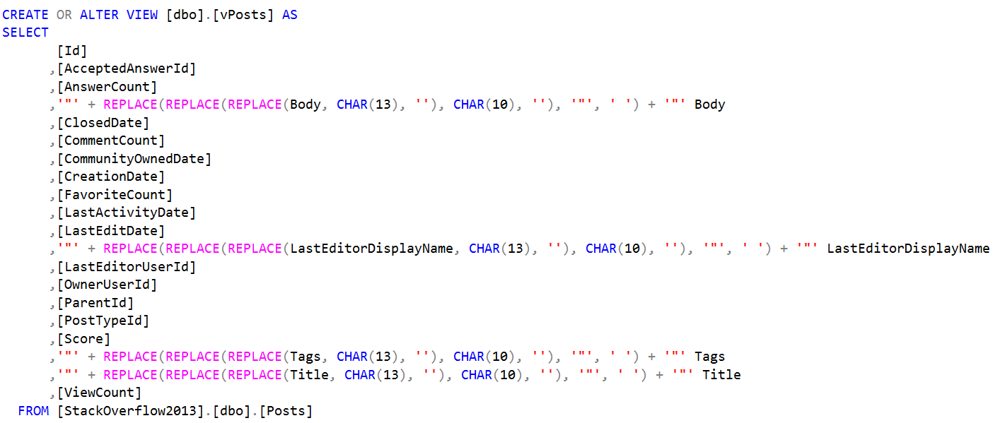 CREATE OR ALTER VIEW [dbo].[vPosts] AS
SELECT
[Id]
,[AcceptedAnswerId]
,[AnswerCount]
,'"' + REPLACE(REPLACE(REPLACE(Body, CHAR(13), ''), CHAR(10), ''), '"', ' ') + '"' Body
,[ClosedDate]
,[CommentCount]
,[CommunityOwnedDate]
,[CreationDate]
,[FavoriteCount]
,[LastActivityDate]
,[LastEditDate]
,'"' + REPLACE(REPLACE(REPLACE(LastEditorDisplayName, CHAR(13), ''), CHAR(10), ''), '"', ' ') + '"' LastEditorDisplayName
,[LastEditorUserId]
,[OwnerUserId]
,[ParentId]
,[PostTypeId]
,[Score]
,'"' + REPLACE(REPLACE(REPLACE(Tags, CHAR(13), ''), CHAR(10), ''), '"', ' ') + '"' Tags
,'"' + REPLACE(REPLACE(REPLACE(Title, CHAR(13), ''), CHAR(10), ''), '"', ' ') + '"' Title
,[ViewCount]
FROM [StackOverflow2013].[dbo].[Posts]